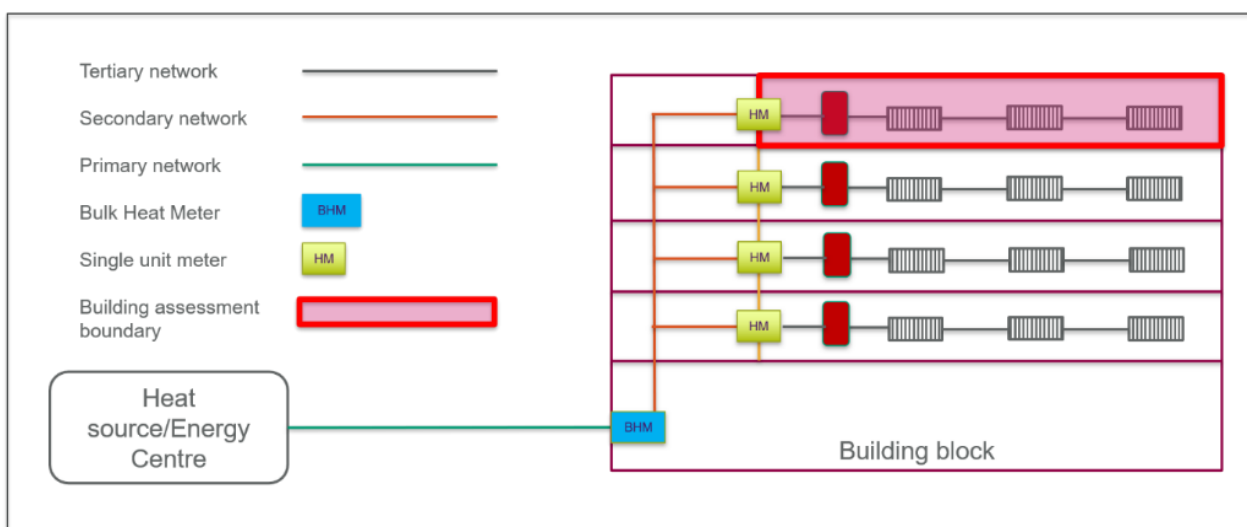 Tertiary network
Secondary network
Primary network
Bulk Heat Meter
BHM
Single unit meter
HM
Building assessment
boundary
Heat
source/Energy
Centre
HM
HM
HM
HM
BHM
Building block